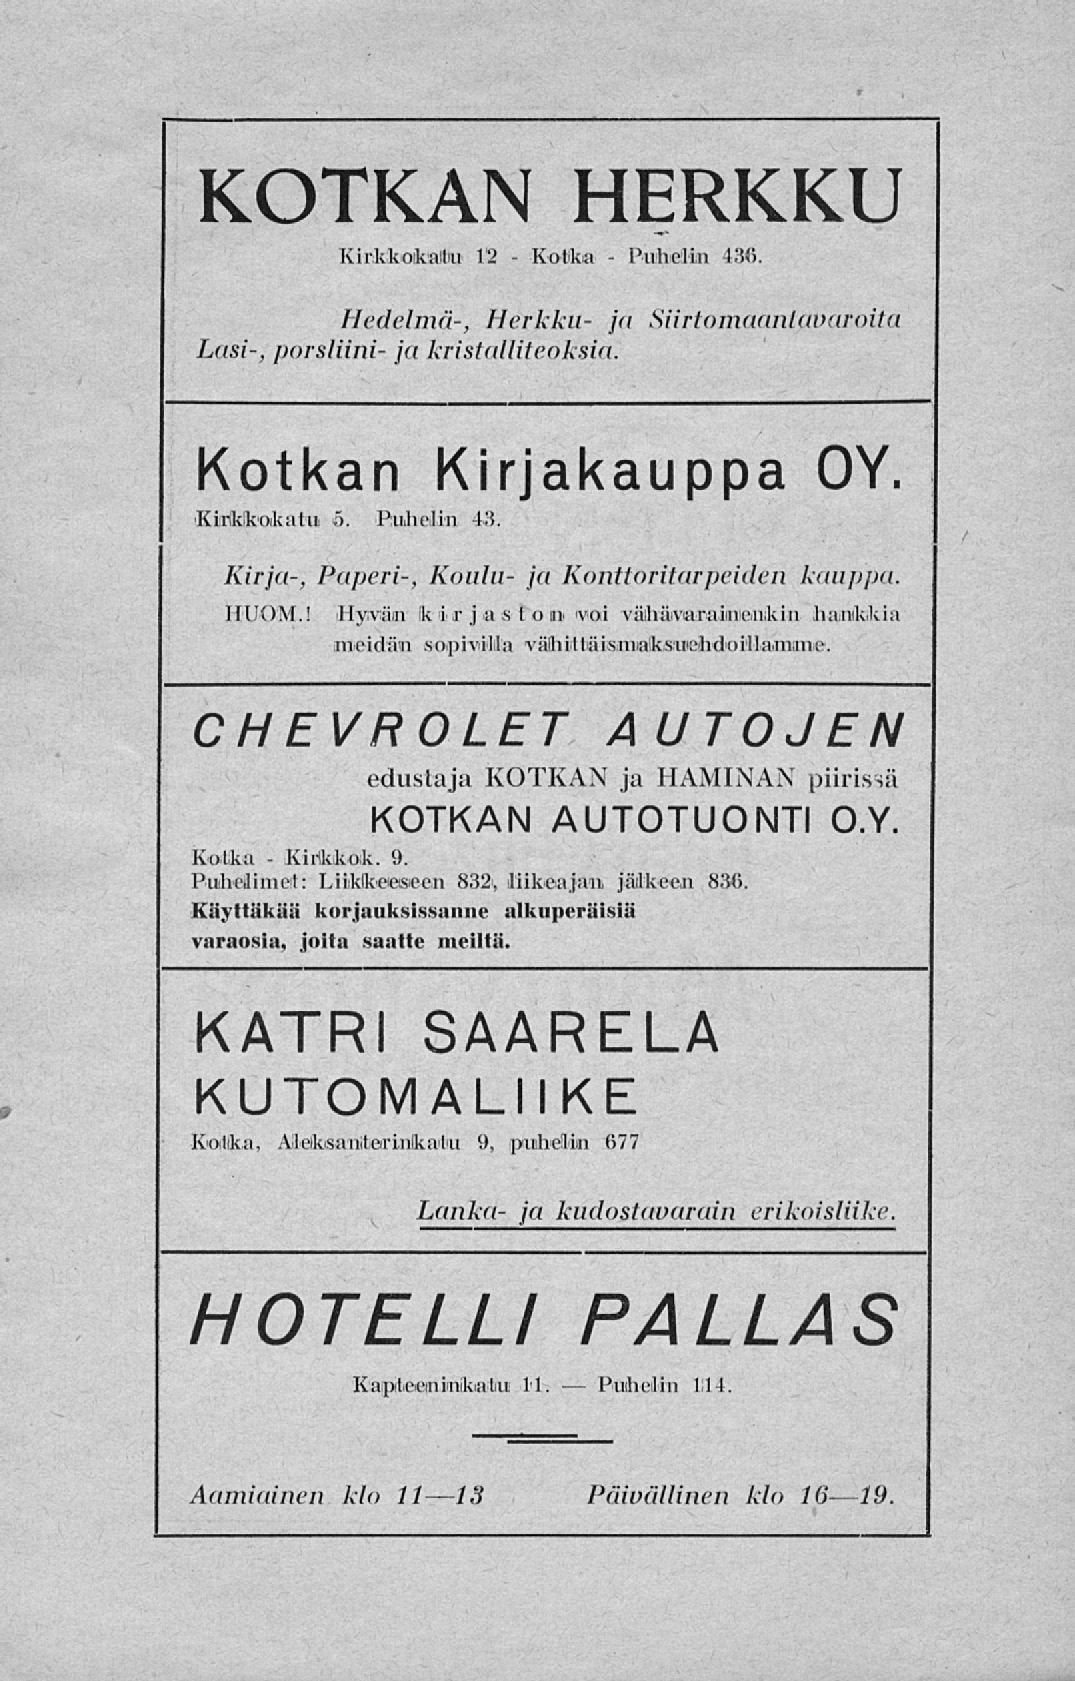 KOTKAN HERKKU
Kirkkokatu 12 - Kotka - Puhelin 436.
Hedelmä-, Herkku- ja Siirtomaantavaroita
Lasi-, porsliini- ja kristalliteoksia.
Kotkan Kirjakauppa OY.
Kirkkokatu 5. Puhelin 43.
Kirja-, Paperi-, Koulu- ja Konttoritarpeiden kauppa.
HUOM.! Hyvän kirjaston voi vähävarainenkin hankkia
meidän sopivilla vähittäismaksuehdoillamme.
CHEVROLET AUTOJEN
edustaja KOTKAN ja HAMINAN piirissä
KOTKAN AUTOTUONTI O.Y.
Kotka - Kirkkok. 9.
Puhelimet: Liikkeeseen 832, liikeajan jälkeen 836.
Käyttäkää korjauksissanne alkuperäisiä
varaosia, joita saatte meiltä.
KATRI SAARELA
KUTOMALIIKE
Kotka, Aleksanterinkatu 9, puhelin 677
Lanka- ja kudostavarain erikoisliike.
HOTELLI PALLAS
Kapteeninkatu 11. — Puhelin 114.
Aamiainen klo 11—13 Päivällinen klo 16—19.